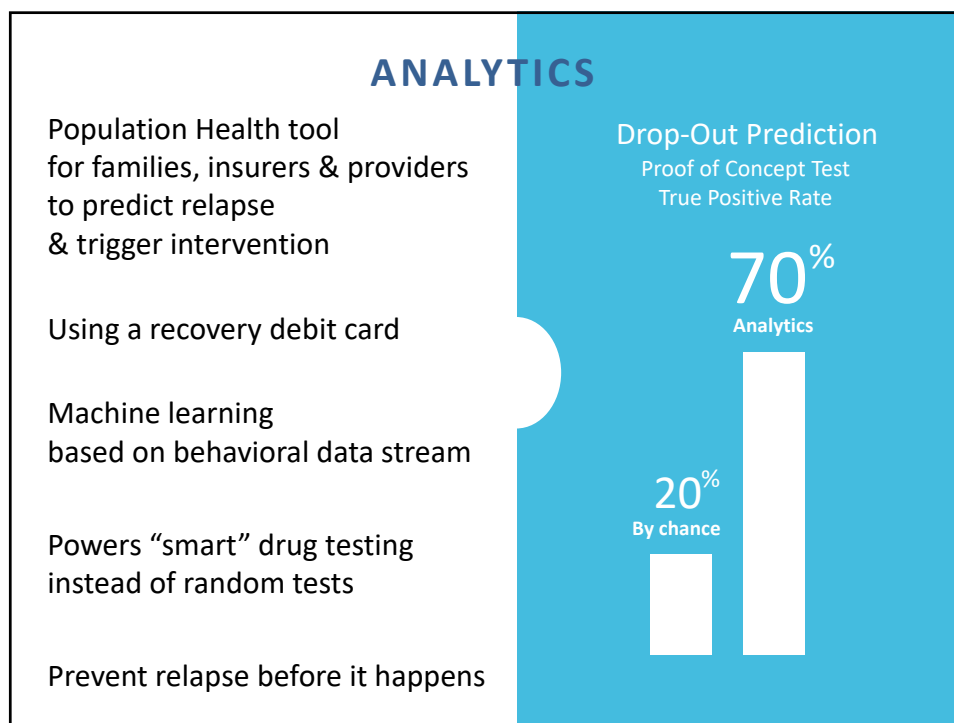 ANALYTICS
Population Health tool
for families, insurers & providers
to predict relapse
& trigger intervention
Using a recovery debit card
Machine learning
based on behavioral data stream
Powers “smart” drug testing
instead of random tests
Prevent relapse before it happens
Drop-Out Prediction
Proof of Concept Test
True Positive Rate
70%
Analytics
20%
By chance